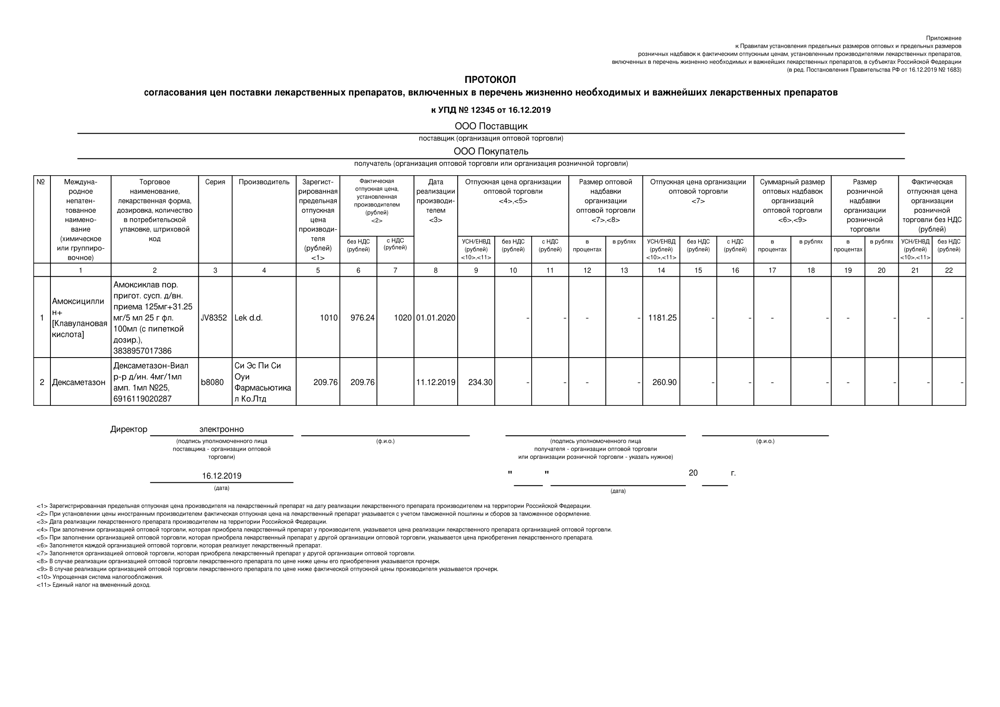 Приложение
к Правилам установления предельных размеров оптовых и предельных размеров
розничных надбавок к фактическим отпускным ценам, установленным производителями лекарственных препаратов,
включенных в перечень жизненно необходимых и важнейших лекарственных препаратов, в субъектах Российской Федерации
(в ред. Постановления Правительства РФ от 16.12.2019 № 1683)
ПРОТОКОЛ
согласования цен поставки лекарственных препаратов, включенных в перечень жизненно необходимых и важнейших лекарственных препаратов
к УПД № 12345 от 16.12.2019
ООО Поставщик
поставщик (организация оптовой торговли)
ООО Покупатель
получатель (организация оптовой торговли или организация розничной торговли)
№
Междуна-
родное
непатен-
тованное
наимено-
вание
(химическое
или группиро-
вочное)
Торговое
наименование,
лекарственная форма,
дозировка, количество
в потребительской
упаковке, штриховой
код
Серия
Производитель
Зарегист-
рированная
предельная
отпускная
цена
производи-
теля
(рублей)
<1>
Фактическая
отпускная цена,
установленная
производителем
(рублей)
<2>
без НДС
(рублей)
с НДС
(рублей)
Дата
реализации
производи-
телем
<3>
Отпускная цена организации
оптовой торговли
<4>,<5>
УСН/ЕНВД
(рублей)
<10>,<11>
без НДС
(рублей)
с НДС
(рублей)
Размер оптовой
надбавки
организации
оптовой торговли
<7>,<8>
в
процентах
в рублях
Отпускная цена организации
оптовой торговли
<7>
УСН/ЕНВД
(рублей)
<10>,<11>
без НДС
(рублей)
с НДС
(рублей)
Суммарный размер
оптовых надбавок
организаций
оптовой торговли
<6>,<9>
в
процентах
в рублях
Размер
розничной
надбавки
организации
розничной
торговли
в
процентах
в рублях
Фактическая
отпускная цена
организации
розничной
торговли без НДС
(рублей)
УСН/ЕНВД
(рублей)
<10>,<11>
без НДС
(рублей)
1 2 3 4 5 6 7 8 9 10 11 12 13 14 15 16 17 18 19 20 21 22
1
Амоксицилли
н+
[Клавулановая
кислота]
Амоксиклав пор.
пригот. сусп. д/вн.
приема 125мг+31.25
мг/5 мл 25 г фл.
100мл (с пипеткой
дозир.),
3838957017386
JV8352 Lek d.d. 1010 976.24 1020 01.01.2020 - - - - 1181.25 - - - - - - - -
2
Дексаметазон
Дексаметазон-Виал
р-р д/ин. 4мг/1мл
амп. 1мл №25,
6916119020287
b8080
Си Эс Пи Си
Оуи
Фармасьютика
л Ко.Лтд
209.76 209.76 11.12.2019 234.30 - - - - 260.90 - - - - - - - -
Директор электронно
(подпись уполномоченного лица
поставщика - организации оптовой
торговли)
(ф.и.о.)
(подпись уполномоченного лица
получателя - организации оптовой торговли
или организации розничной торговли - указать нужное)
(ф.и.о.)
16.12.2019
(дата)
" " 20 г.
(дата)
<1> Зарегистрированная предельная отпускная цена производителя на лекарственный препарат на дату реализации лекарственного препарата производителем на территории Российской Федерации.
<2> При установлении цены иностранным производителем фактическая отпускная цена на лекарственный препарат указывается с учетом таможенной пошлины и сборов за таможенное оформление.
<3> Дата реализации лекарственного препарата производителем на территории Российской Федерации.
<4> При заполнении организацией оптовой торговли, которая приобрела лекарственный препарат у производителя, указывается цена реализации лекарственного препарата организацией оптовой торговли.
<5> При заполнении организацией оптовой торговли, которая приобрела лекарственный препарат у другой организации оптовой торговли, указывается цена приобретения лекарственного препарата.
<6> Заполняется каждой организацией оптовой торговли, которая реализует лекарственный препарат.
<7> Заполняется организацией оптовой торговли, которая приобрела лекарственный препарат у другой организации оптовой торговли.
<8> В случае реализации организацией оптовой торговли лекарственного препарата по цене ниже цены его приобретения указывается прочерк.
<9> В случае реализации организацией оптовой торговли лекарственного препарата по цене ниже фактической отпускной цены производителя указывается прочерк.
<10> Упрощенная система налогообложения.
<11> Единый налог на вмененный доход.